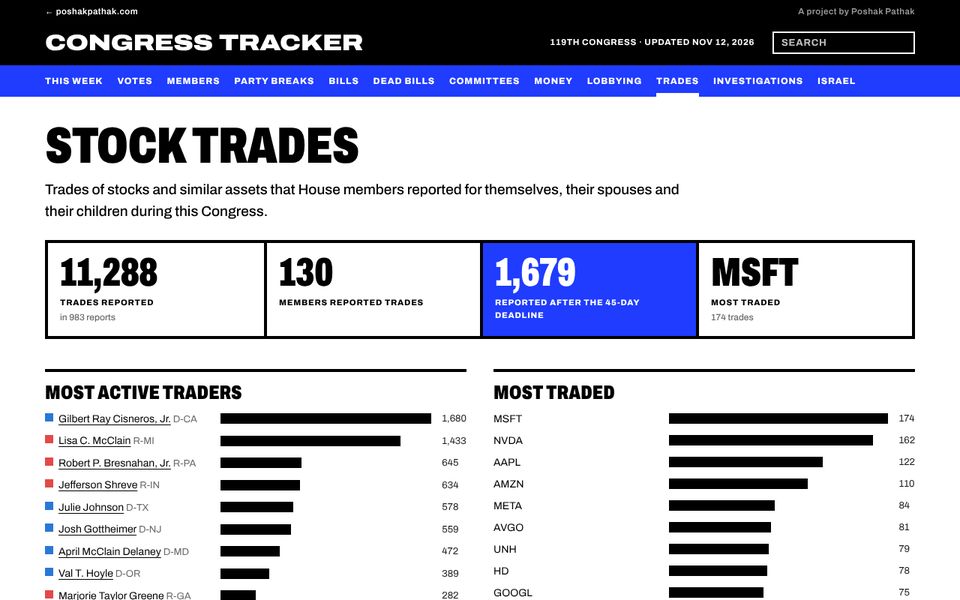 ← poshakpathak.com
A project by Poshak Pathak
CONGRESS TRACKER
119TH CONGRESS · UPDATED NOV 12, 2026
SEARCH
THIS WEEK VOTES MEMBERS PARTY BREAKS BILLS DEAD BILLS COMMITTEES MONEY LOBBYING TRADES INVESTIGATIONS ISRAEL
STOCK TRADES
Trades of stocks and similar assets that House members reported for themselves, their spouses and
their children during this Congress.
11,288
TRADES REPORTED
in 983 reports
130
MEMBERS REPORTED TRADES
1,679
REPORTED AFTER THE 45-DAY
DEADLINE
MSFT
MOST TRADED
174 trades
MOST ACTIVE TRADERS
Gilbert Ray Cisneros, Jr. D-CA 1,680
Lisa C. McClain R-MI 1,433
Robert P. Bresnahan, Jr. R-PA 645
Jefferson Shreve R-IN 634
Julie Johnson D-TX 578
Josh Gottheimer D-NJ 559
April McClain Delaney D-MD 472
Val T. Hoyle D-OR 389
Marjorie Taylor Greene R-GA 282
MOST TRADED
MSFT 174
NVDA 162
AAPL 122
AMZN 110
META 84
AVGO 81
UNH 79
HD 78
GOOGL 75